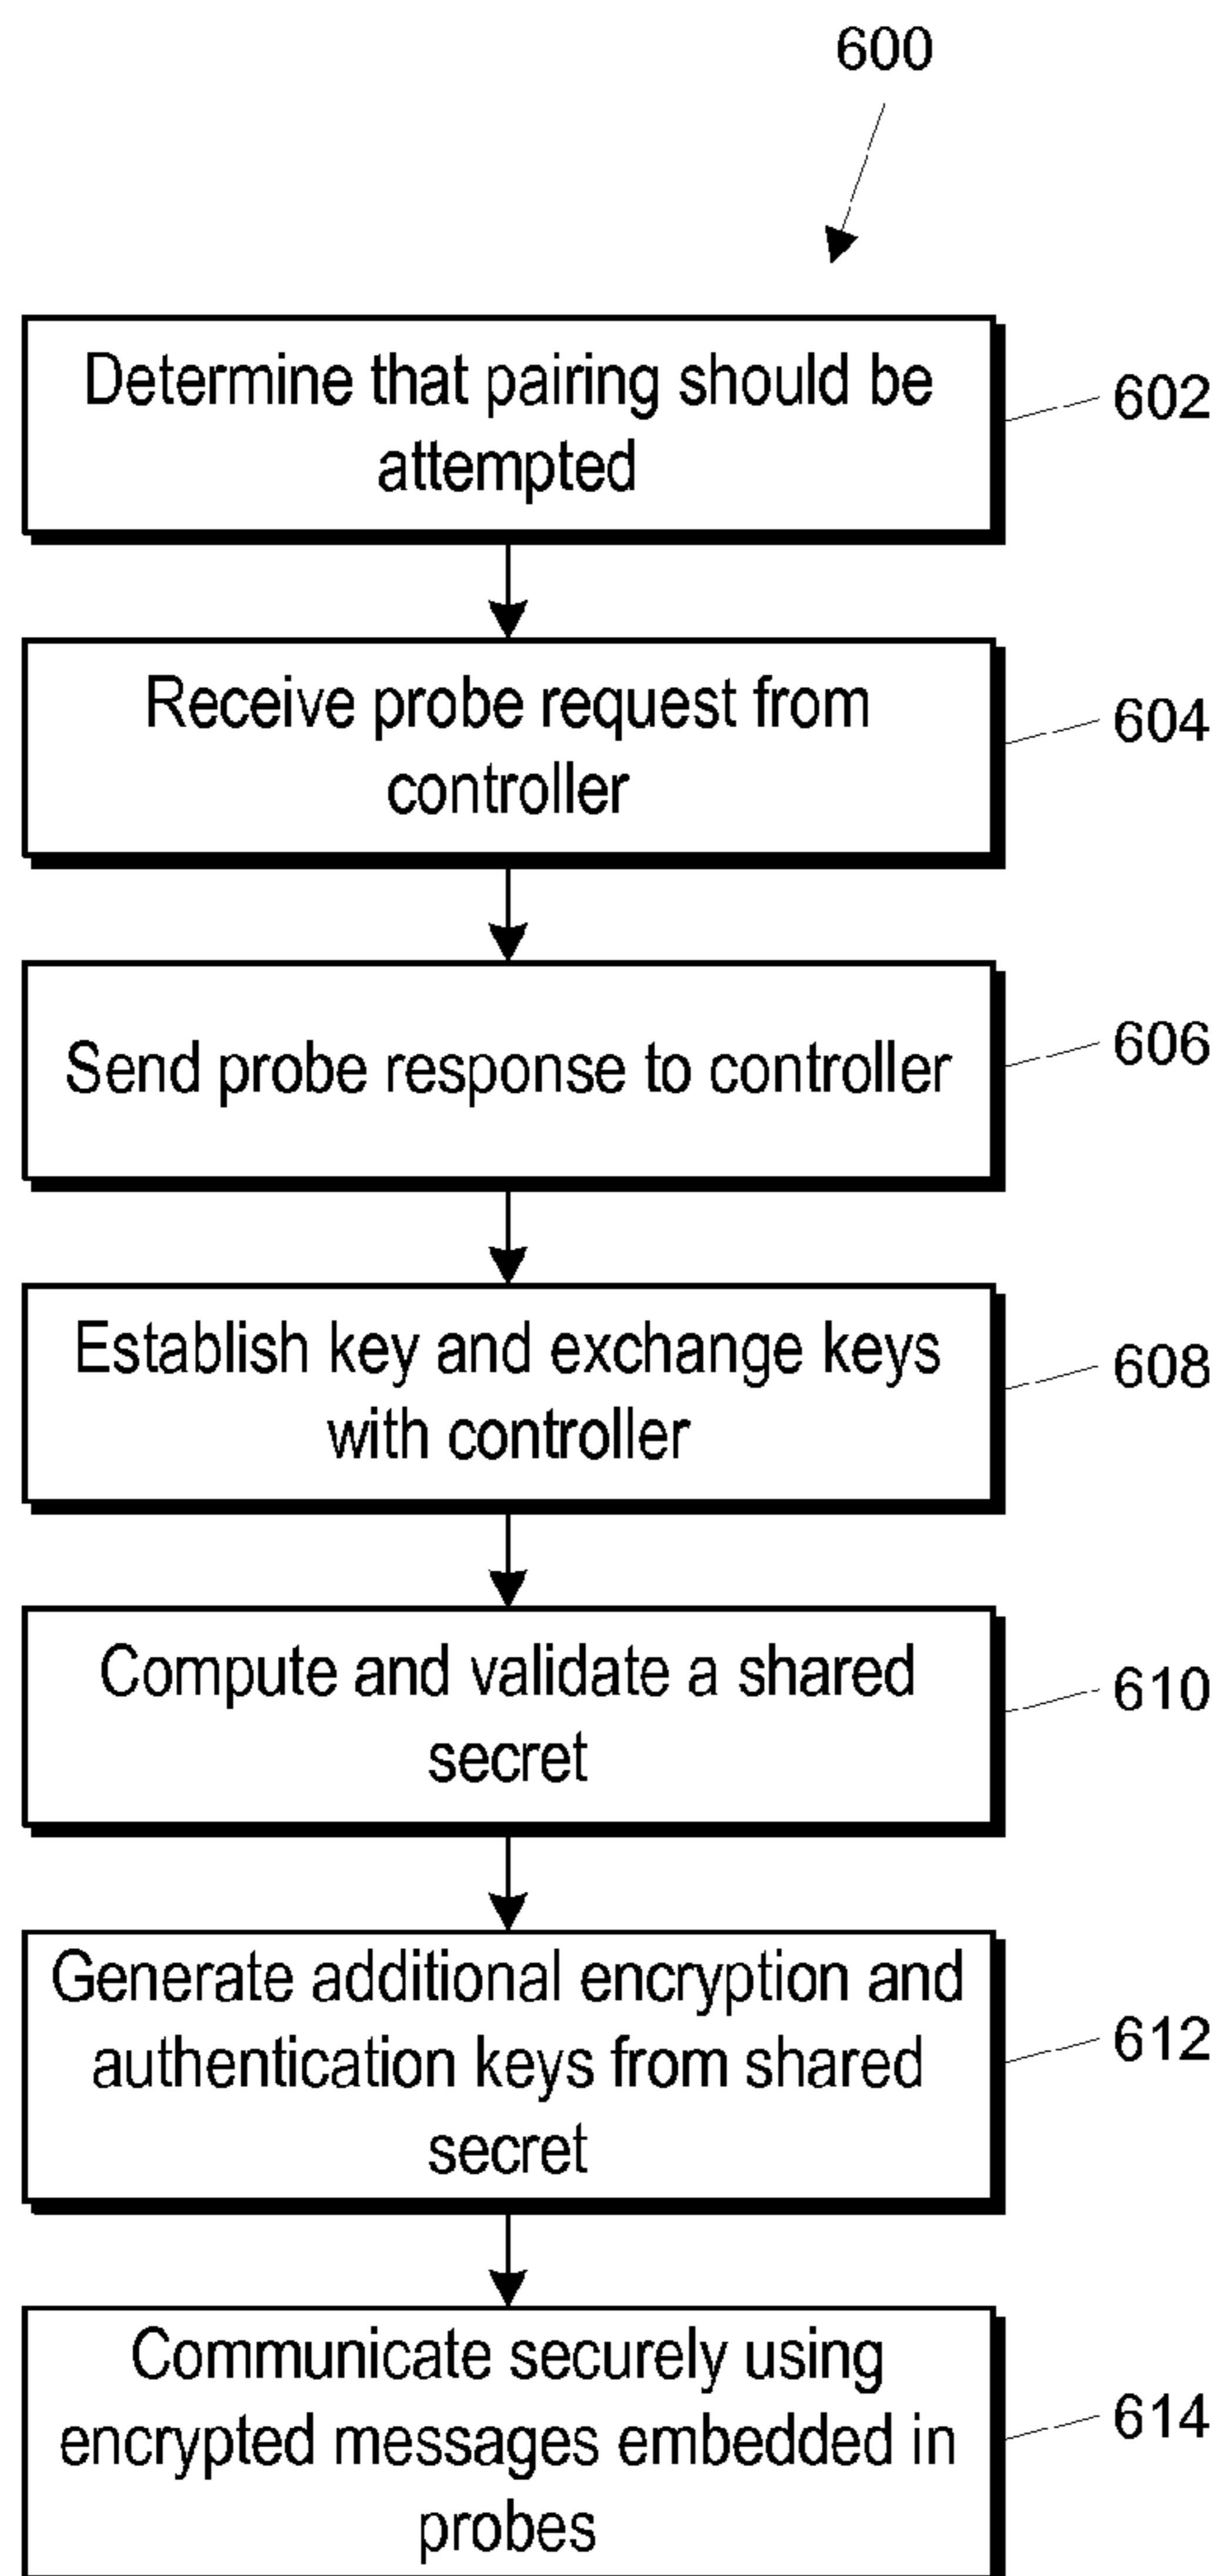 600
Determine that pairing should be
attempted
602
Receive probe request from
controller
604
Send probe response to controller
606
Establish key and exchange keys
with controller
608
Compute and validate a shared
secret
610
Generate additional encryption and
authentication keys from shared
secret
612
Communicate securely using
encrypted messages embedded in
probes
614